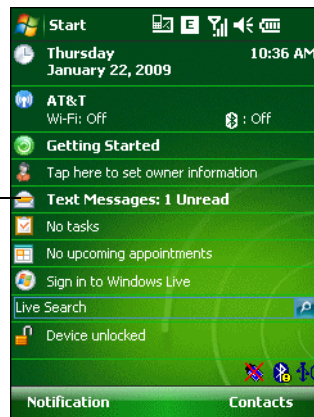 Start
E
Thursday 10:36 AM
January 22, 2009
AT&T
Wi-Fi: Off : Off
Getting Started
Tap here to set owner information
Text Messages: 1 Unread
No tasks
No upcoming appointments
Sign in to Windows Live
Live Search
Device unlocked
Notification Contacts